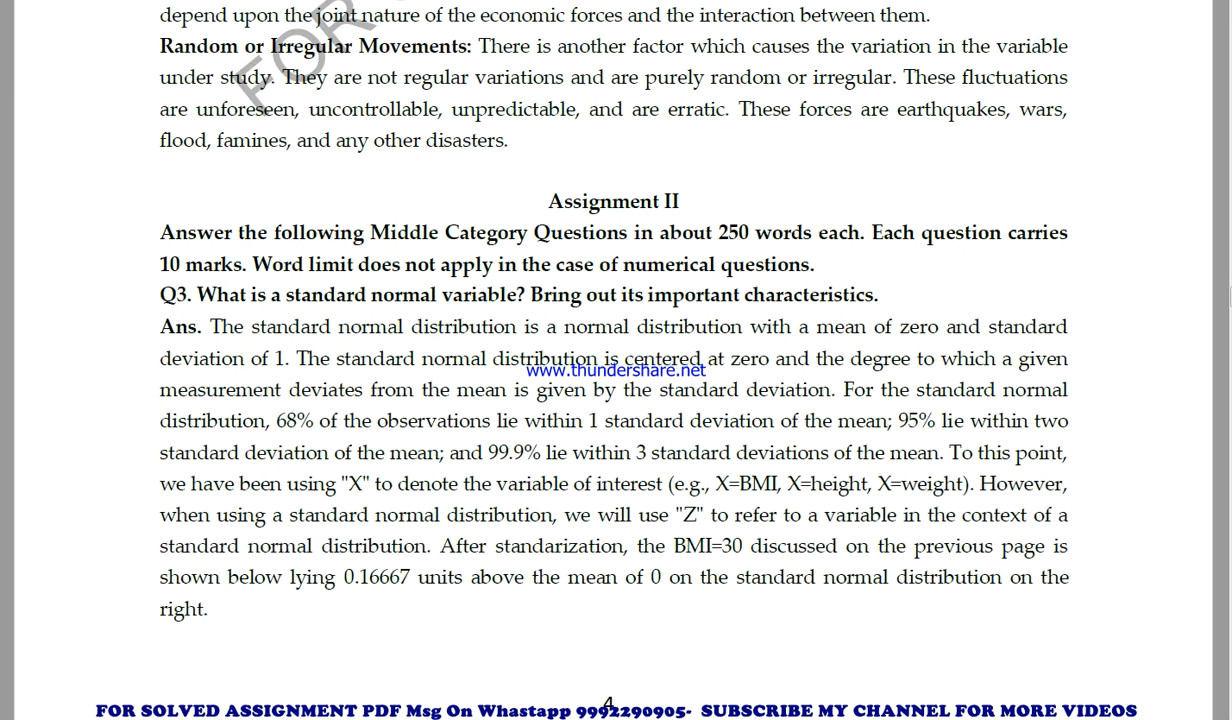 depend upon the joint nature of the economic forces and the interaction between them.
Random or Irregular Movements: There is another factor which causes the variation in the variable
under study. They are not regular variations and are purely random or irregular. These fluctuations
are unforeseen, uncontrollable, unpredictable, and are erratic. These forces are earthquakes, wars,
flood, famines, and any other disasters.
FOR
Assignment II
Answer the following Middle Category Questions in about 250 words each. Each question carries
10 marks. Word limit does not apply in the case of numerical questions.
Q3. What is a standard normal variable? Bring out its important characteristics.
Ans. The standard normal distribution is a normal distribution with a mean of zero and standard
deviation of 1. The standard normal distribution is centered at zero and the degree to which a given
www.thundershare.net
measurement deviates from the mean is given by the standard deviation. For the standard normal
distribution, 68% of the observations lie within 1 standard deviation of the mean; 95% lie within two
standard deviation of the mean; and 99.9% lie within 3 standard deviations of the mean. To this point,
we have been using "X" to denote the variable of interest (e.g., X=BMI, X=height, X=weight). However,
when using a standard normal distribution, we will use "Z" to refer to a variable in the context of a
standard normal distribution. After standarization, the BMI=30 discussed on the previous page is
shown below lying 0.16667 units above the mean of 0 on the standard normal distribution on the
right.
4
FOR SOLVED ASSIGNMENT PDF Msg On Whastapp 9992290905- SUBSCRIBE MY CHANNEL FOR MORE VIDEOS